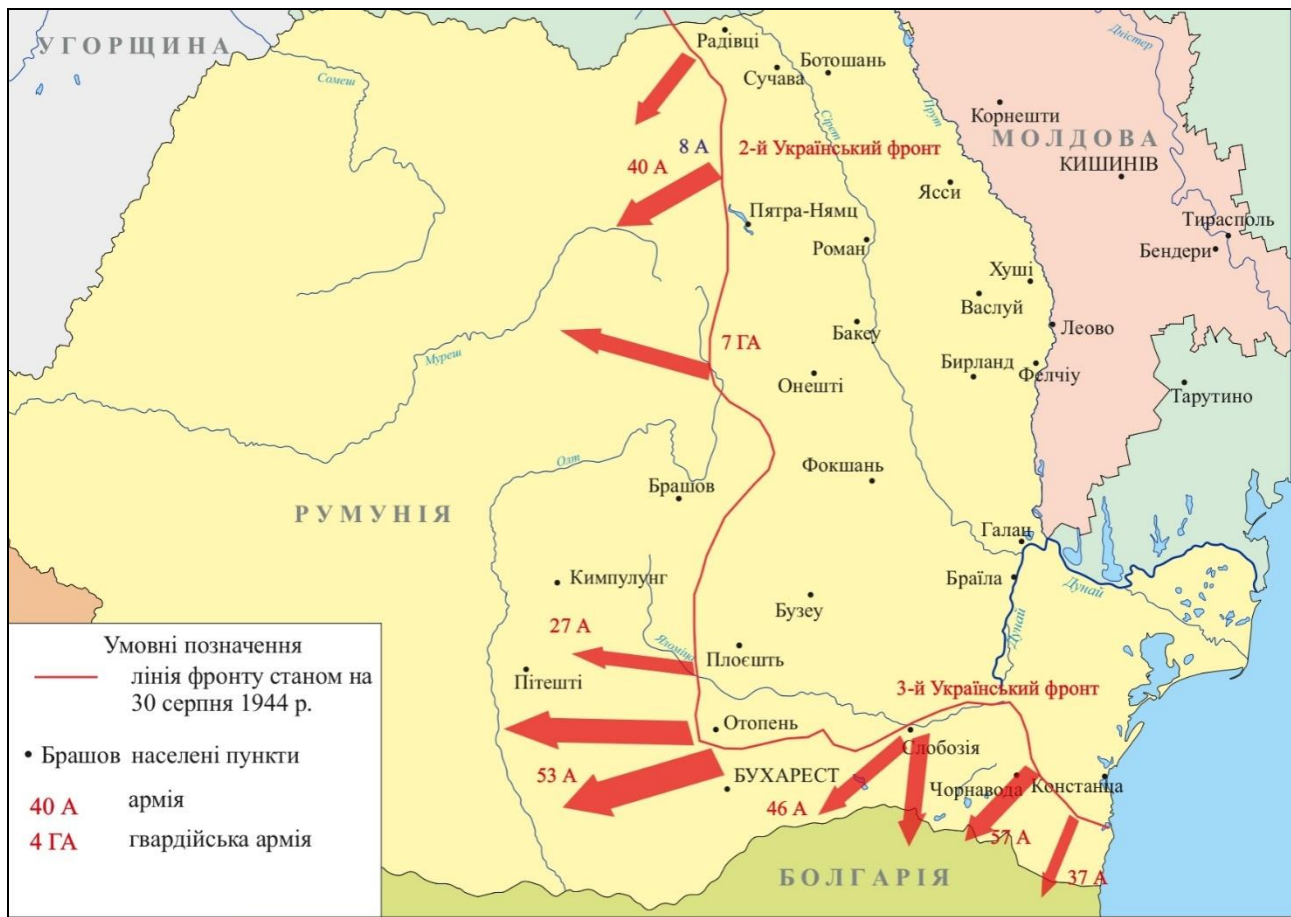 УГОРЩИНА
Сомеш
Радівці
Сучава
Ботошань
Дністер
Прут
Сірет
Корнешти
МОЛДОВА
КИШИНІВ
8 А
2-й Український фронт
40 А
Ясси
Пятра-Нямц
Роман
Тирасполь
Бендери
Хуші
Васлуй
Леово
Бакеу
7 ГА
Муреш
Онешті
Бирланд
Фелчіу
Тарутино
Олт
Фокшань
Брашов
РУМУНІЯ
Галац
Браїла
Дунай
Дунай
Кимпулунг
Бузеу
27 А
Яломіца
Плоєшть
Пітешті
3-й Український фронт
Отопень
Слобозія
53 А
БУХАРЕСТ
Чорнавода
Констанца
46 А
57 А
37 А
БОЛГАРІЯ
Умовні позначення
лінія фронту станом на
30 серпня 1944 р.
Брашов населені пункти
40 А армія
4 ГА гвардійська армія